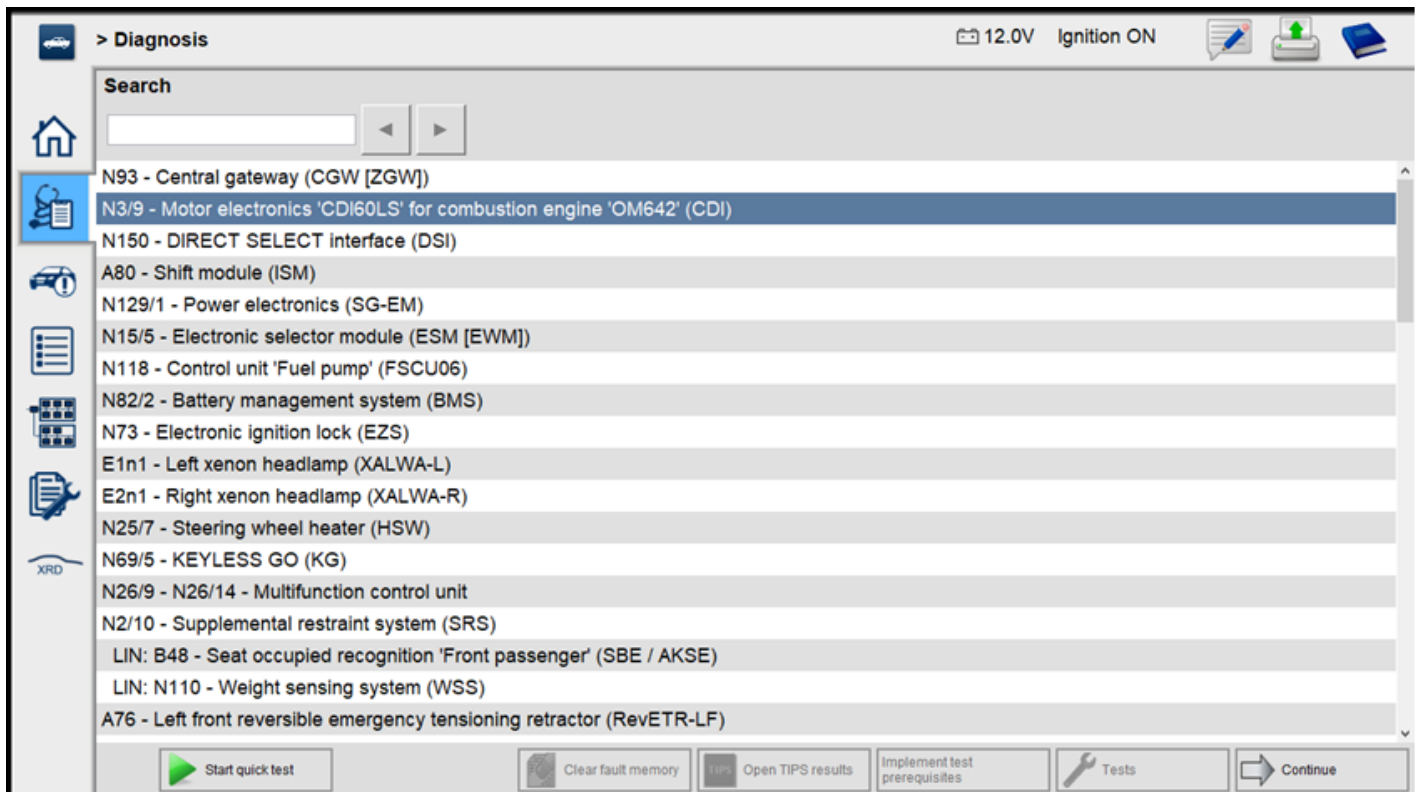 > Diagnosis
12.0V Ignition ON
Search
N93 - Central gateway (CGW [ZGW])
N3/9 - Motor electronics 'CDI60LS' for combustion engine 'OM642' (CDI)
N150 - DIRECT SELECT interface (DSI)
A80 - Shift module (ISM)
N129/1 - Power electronics (SG-EM)
N15/5 - Electronic selector module (ESM [EWM])
N118 - Control unit 'Fuel pump' (FSCU06)
N82/2 - Battery management system (BMS)
N73 - Electronic ignition lock (EZS)
E1n1 - Left xenon headlamp (XALWA-L)
E2n1 - Right xenon headlamp (XALWA-R)
N25/7 - Steering wheel heater (HSW)
N69/5 - KEYLESS GO (KG)
XRD
N26/9 - N26/14 - Multifunction control unit
N2/10 - Supplemental restraint system (SRS)
LIN: B48 - Seat occupied recognition 'Front passenger' (SBE / AKSE)
LIN: N110 - Weight sensing system (WSS)
A76 - Left front reversible emergency tensioning retractor (RevETR-LF)
Start quick test
Clear fault memory
TIPS
Open TIPS results
Implement test
prerequisites
Tests
Continue